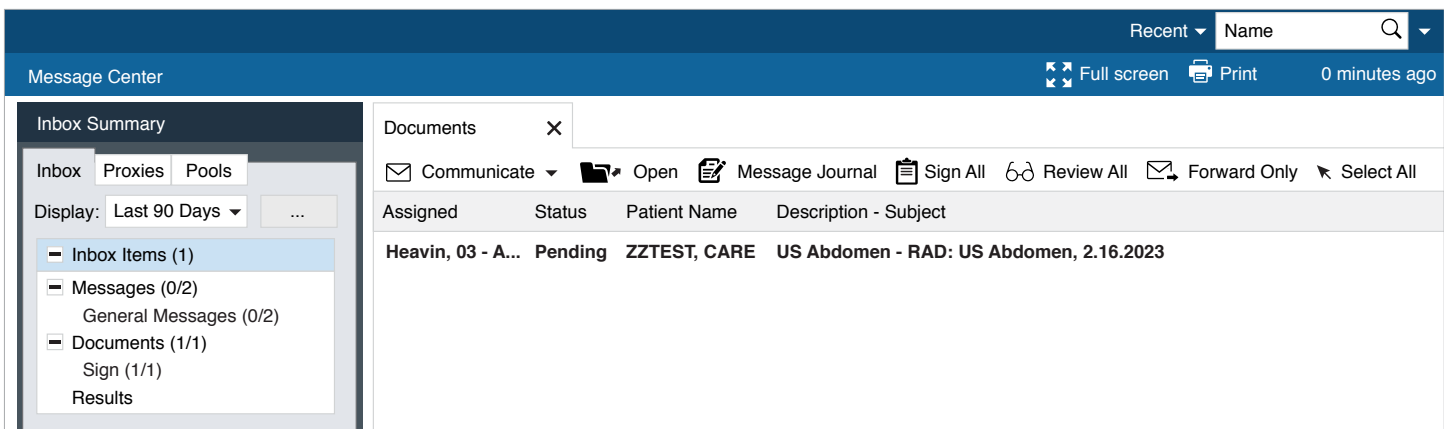 Recent Name
Message Center Full screen Print 0 minutes ago
Inbox Summary
Inbox Proxies Pools
Display: Last 90 Days ...
Inbox Items (1)
Messages (0/2)
General Messages (0/2)
Documents (1/1)
Sign (1/1)
Results
Documents
Communicate Open Message Journal Sign All Review All Forward Only Select All
Assigned Status Patient Name Description - Subject
Heavin, 03 - A... Pending ZZTEST, CARE US Abdomen - RAD: US Abdomen, 2.16.2023